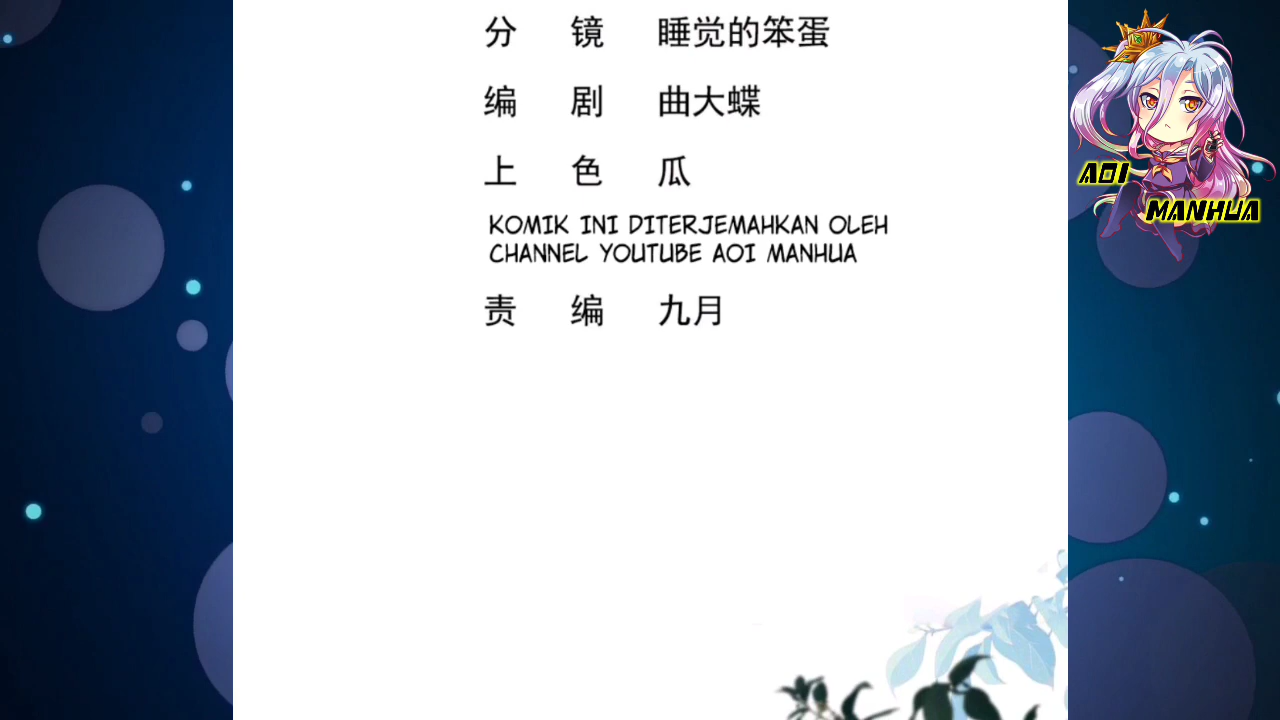 分 镜 睡觉的笨蛋
编 剧 曲大蝶
上 色 瓜
KOMIK INI DITERJEMAHKAN OLEH
CHANNEL YOUTUBE AOI MANHUA
责 编 九月
AOI
MANHUA